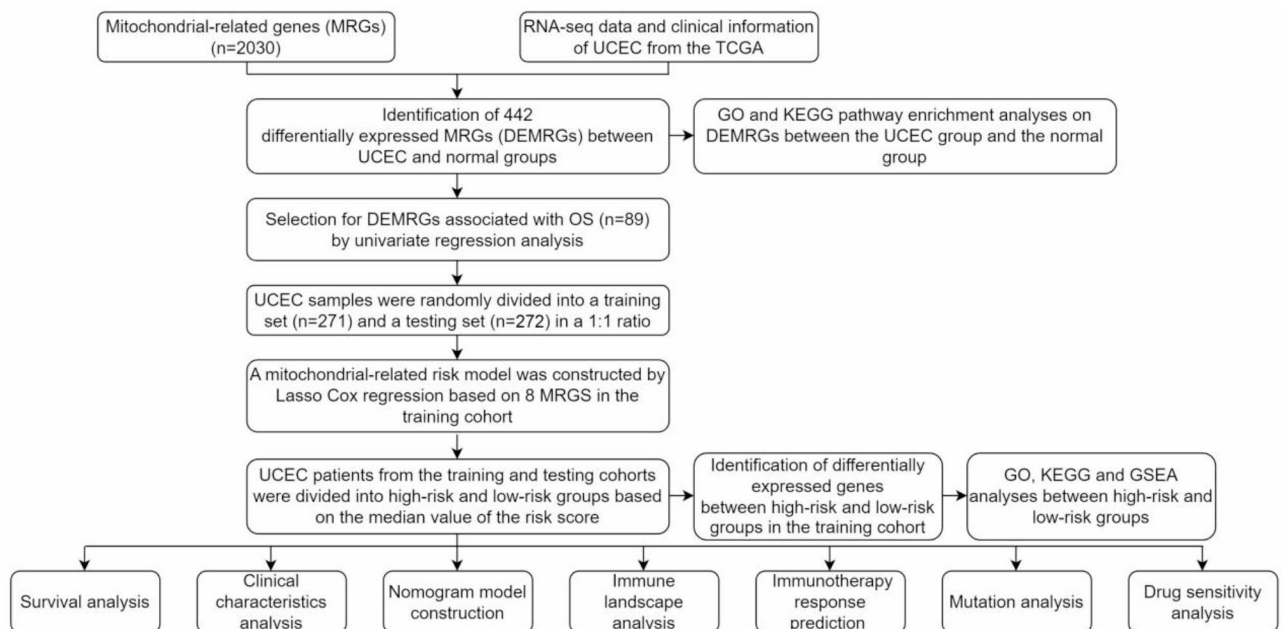 Mitochondrial-related genes (MRGs)
(n=2030)
RNA-seq data and clinical information
of UCEC from the TCGA
Identification of 442
differentially expressed MRGs (DEMRGs) between
UCEC and normal groups
GO and KEGG pathway enrichment analyses on
DEMRGs between the UCEC group and the normal
group
Selection for DEMRGs associated with OS (n=89)
by univariate regression analysis
UCEC samples were randomly divided into a training
set (n=271) and a testing set (n=272) in a 1:1 ratio
A mitochondrial-related risk model was constructed by
Lasso Cox regression based on 8 MRGS in the
training cohort
UCEC patients from the training and testing cohorts
were divided into high-risk and low-risk groups based
on the median value of the risk score
Identification of differentially
expressed genes
between high-risk and low-risk
groups in the training cohort
GO, KEGG and GSEA
analyses between high-risk and
low-risk groups
Survival analysis
Clinical
characteristics
analysis
Nomogram model
construction
Immune
landscape
analysis
Immunotherapy
response
prediction
Mutation analysis
Drug sensitivity
analysis